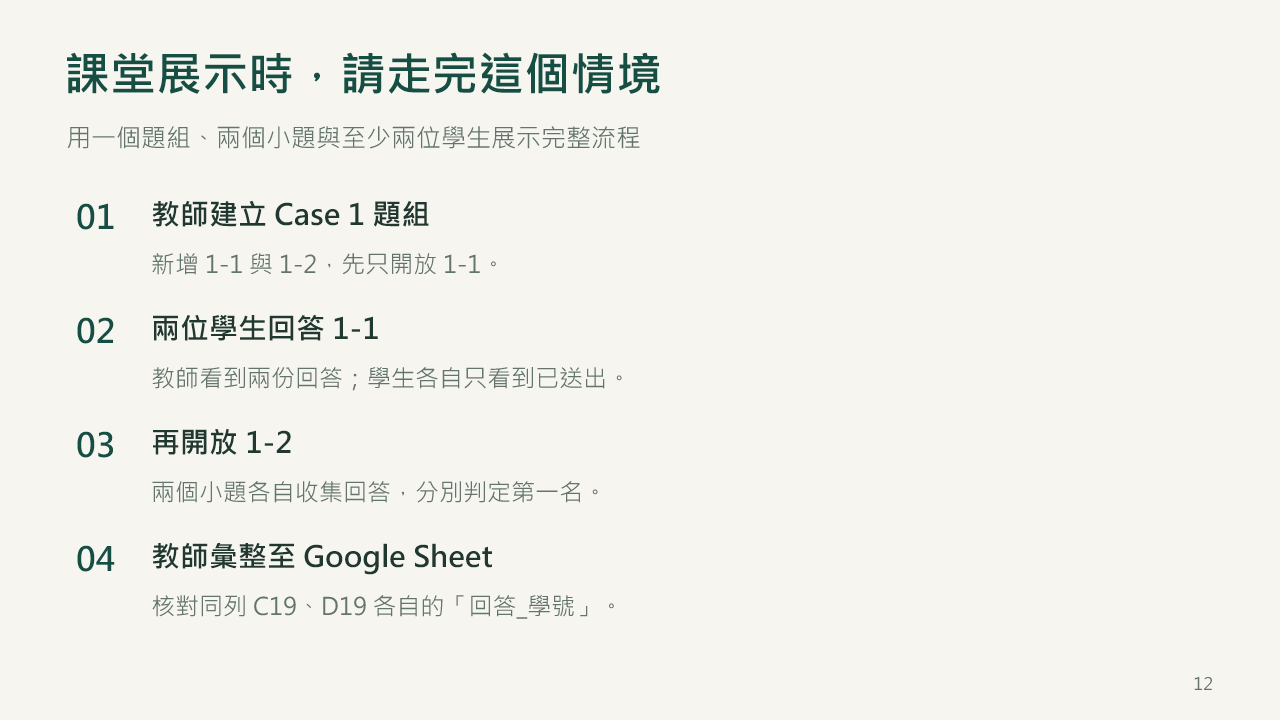 課堂展示時，請走完這個情境
用一個題組、兩個小題與至少兩位學生展示完整流程
01 教師建立 Case 1 題組
新增 1-1 與 1-2，先只開放 1-1。
02 兩位學生回答 1-1
教師看到兩份回答；學生各自只看到已送出。
03 再開放 1-2
兩個小題各自收集回答，分別判定第一名。
04 教師彙整至 Google Sheet
核對同列 C19、D19 各自的「回答_學號」。
12